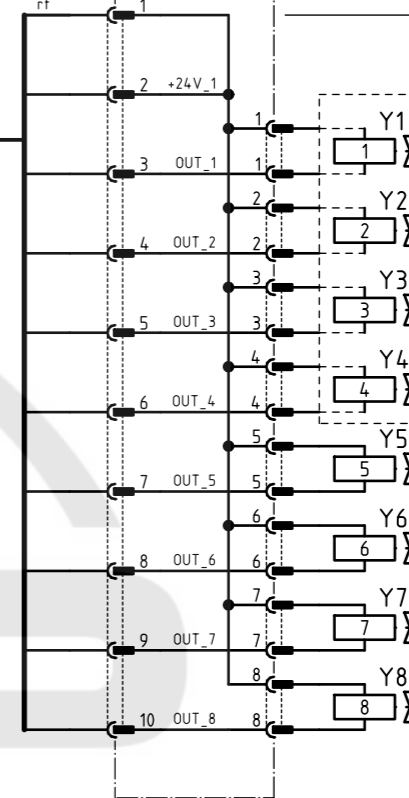 rt 1
2 +24V_1
1 Y1
1
3 OUT_1 1
2 Y2
2
4 OUT_2 2
3 Y3
3
5 OUT_3 3
4 Y4
4
6 OUT_4 4
5 Y5
5
7 OUT_5 5
6 Y6
6
8 OUT_6 6
7 Y7
7
9 OUT_7 7
8 Y8
8
10 OUT_8 8